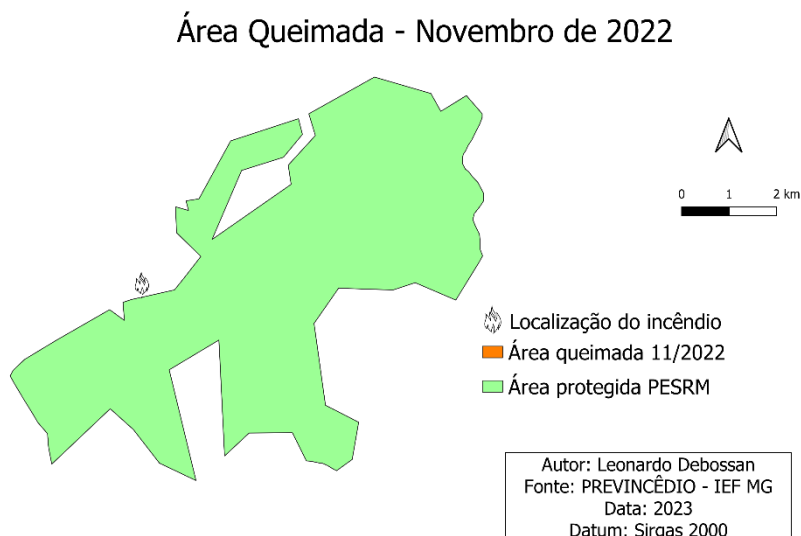 Área Queimada - Novembro de 2022
0 1 2 km
Localização do incêndio
Área queimada 11/2022
Área protegida PESRM
Autor: Leonardo Debossan
Fonte: PREVINCÊDIO - IEF MG
Data: 2023
Datum: Sirgas 2000